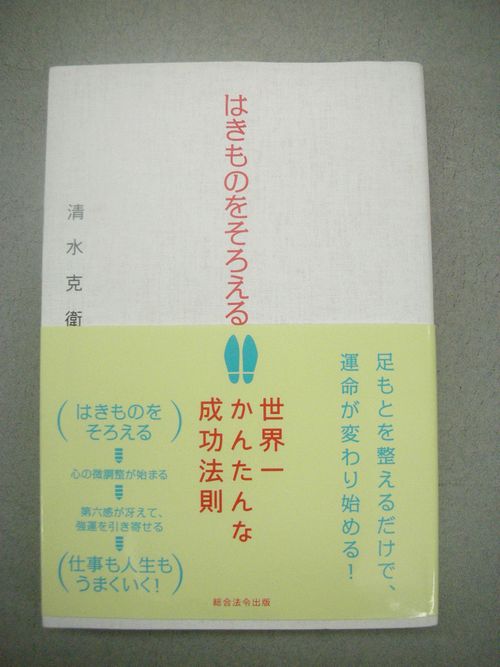 はきものをそろえる
清水克衛
足もとを整えるだけで、
運命が変わり始める！
世界一
かんたんな
成功法則
（はきものを
そろえる）
心の微調整が始まる
第六感が冴えて、
強運を引き寄せる
（仕事も人生も
うまくいく！）
総合法令出版